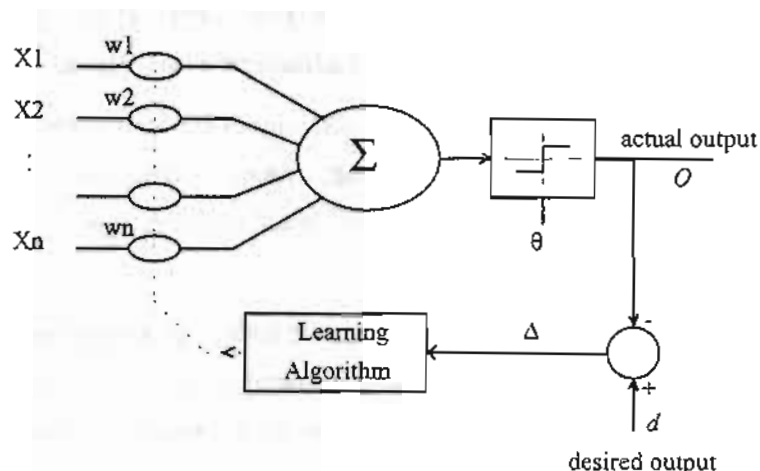 X1
w1
X2
w2
:
Xn
wn
Σ
θ
actual output
O
Learning
Algorithm
Δ
-
+
d
desired output